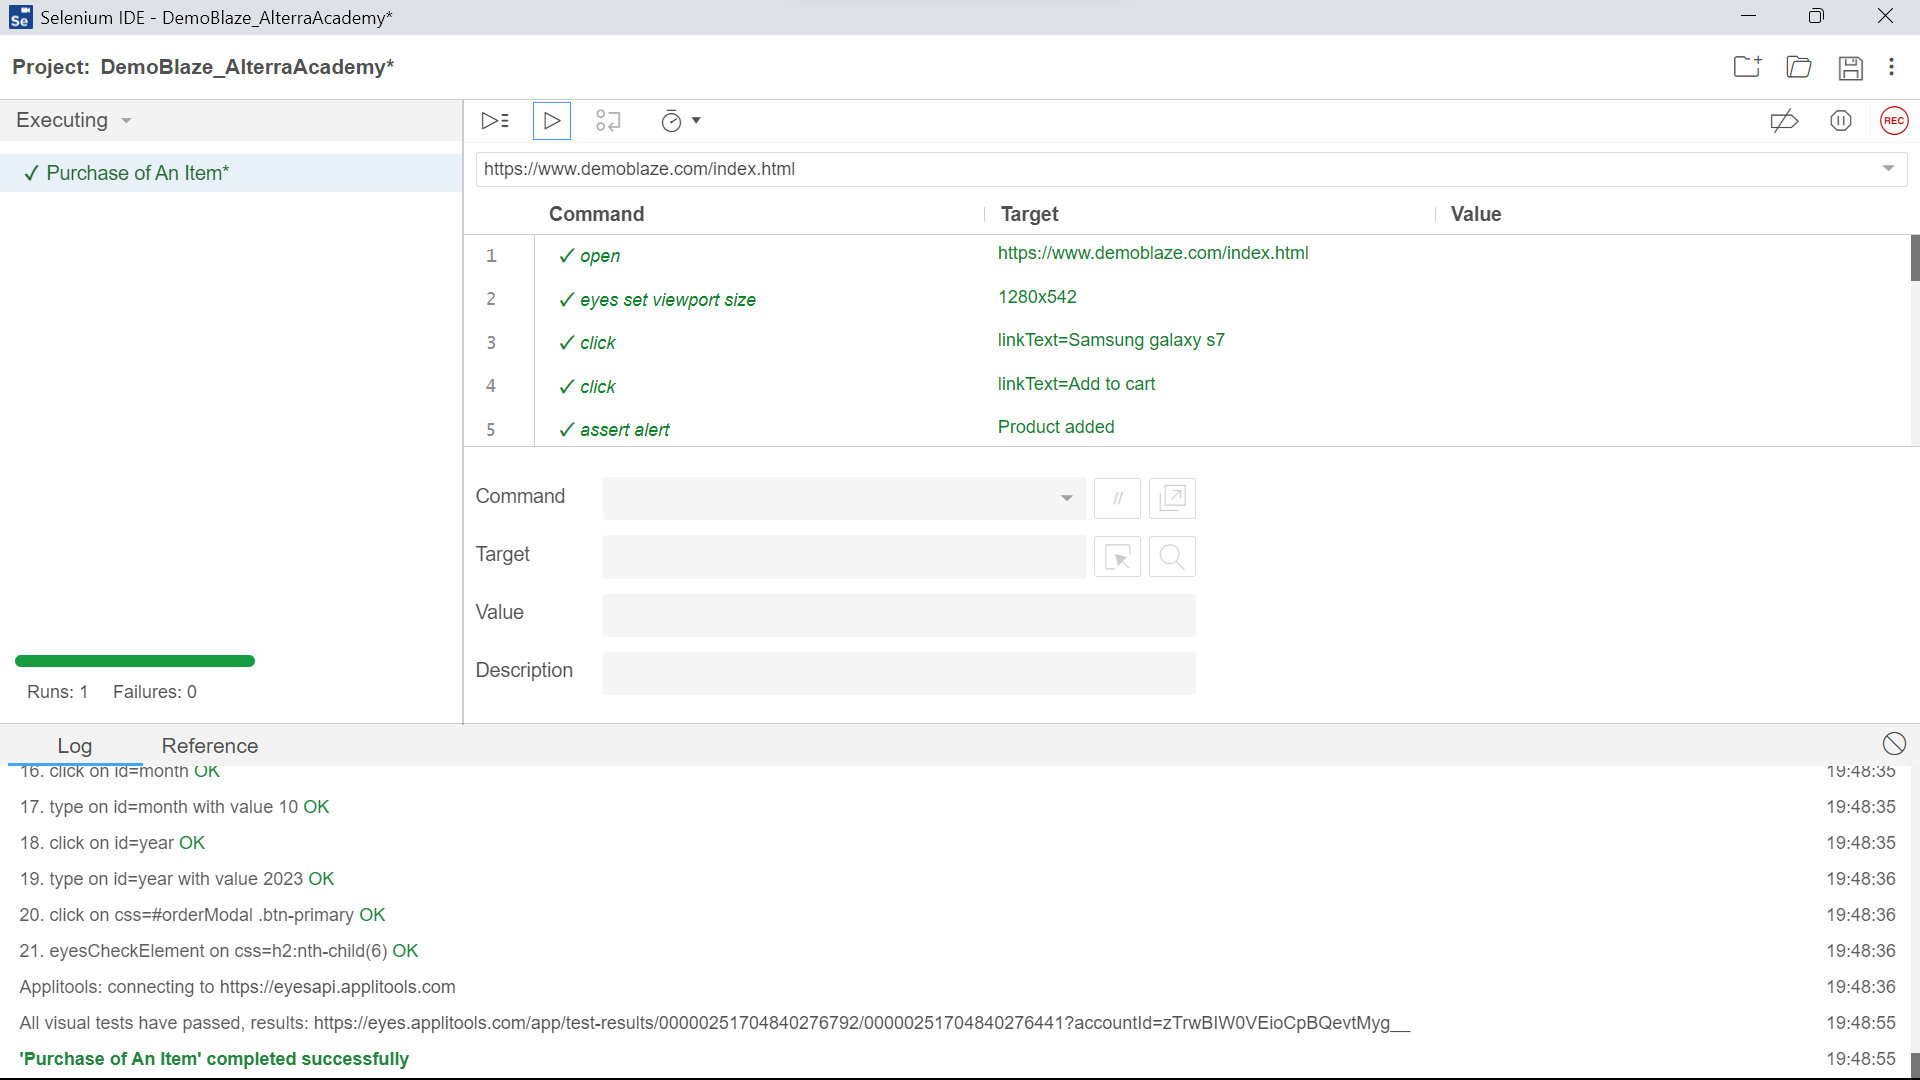 Se Selenium IDE - DemoBlaze_AlterraAcademy*
Project: DemoBlaze_AlterraAcademy*
Executing
REC
✓ Purchase of An Item*
https://www.demoblaze.com/index.html
Command Target Value
1 ✓ open https://www.demoblaze.com/index.html
2 ✓ eyes set viewport size 1280x542
3 ✓ click linkText=Samsung galaxy s7
4 ✓ click linkText=Add to cart
5 ✓ assert alert Product added
Command //
Target
Value
Description
Runs: 1 Failures: 0
Log Reference
16. click on id=month OK 19:48:35
17. type on id=month with value 10 OK 19:48:35
18. click on id=year OK 19:48:35
19. type on id=year with value 2023 OK 19:48:36
20. click on css=#orderModal .btn-primary OK 19:48:36
21. eyesCheckElement on css=h2:nth-child(6) OK 19:48:36
Applitools: connecting to https://eyesapi.applitools.com 19:48:36
All visual tests have passed, results: https://eyes.applitools.com/app/test-results/00000251704840276792/00000251704840276441?accountId=zTrwBIW0VEioCpBQevtMyg__ 19:48:55
'Purchase of An Item' completed successfully 19:48:55